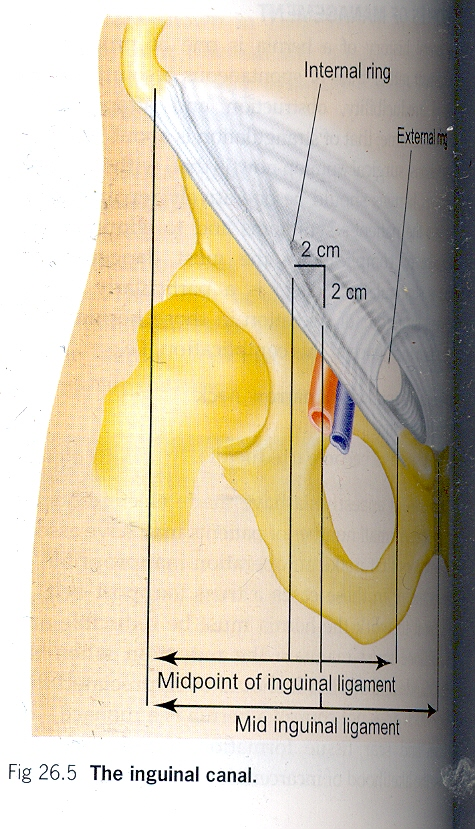 Internal ring
External
2 cm
2 cm
Midpoint of inguinal ligament
Mid inguinal ligament
Fig 26.5 The inguinal canal.